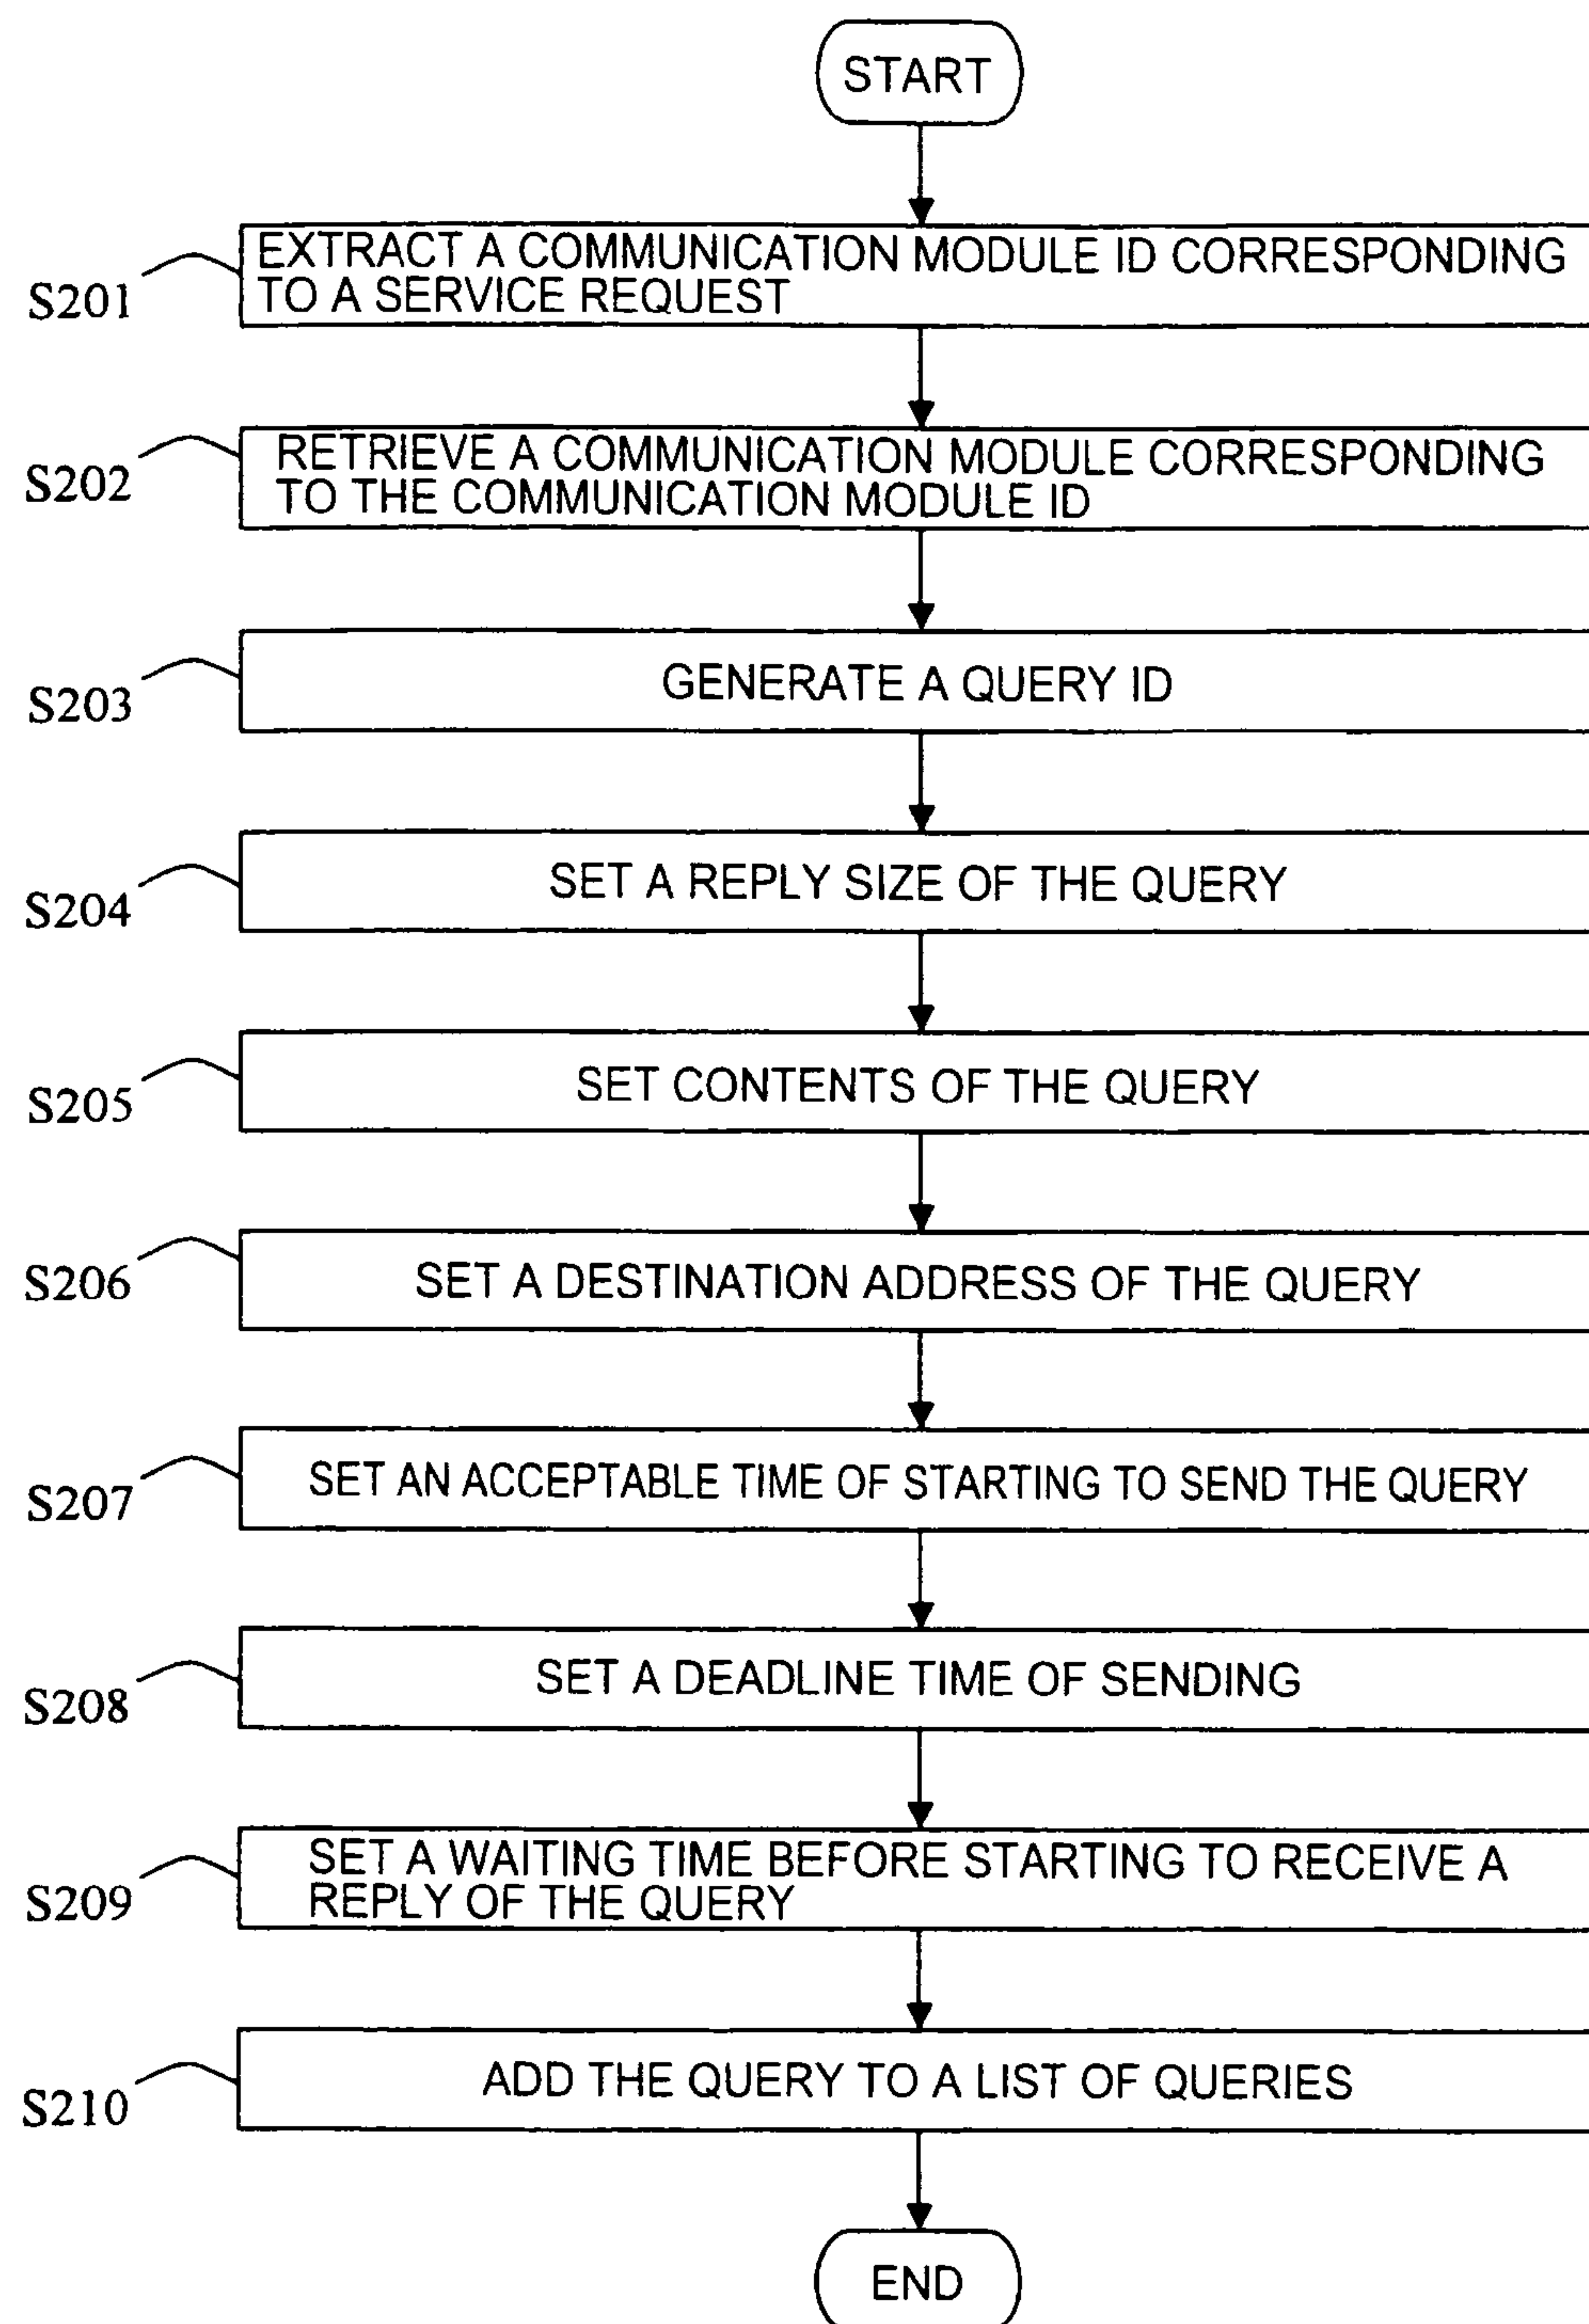 START
S201
EXTRACT A COMMUNICATION MODULE ID CORRESPONDING
TO A SERVICE REQUEST
S202
RETRIEVE A COMMUNICATION MODULE CORRESPONDING
TO THE COMMUNICATION MODULE ID
S203
GENERATE A QUERY ID
S204
SET A REPLY SIZE OF THE QUERY
S205
SET CONTENTS OF THE QUERY
S206
SET A DESTINATION ADDRESS OF THE QUERY
S207
SET AN ACCEPTABLE TIME OF STARTING TO SEND THE QUERY
S208
SET A DEADLINE TIME OF SENDING
S209
SET A WAITING TIME BEFORE STARTING TO RECEIVE A
REPLY OF THE QUERY
S210
ADD THE QUERY TO A LIST OF QUERIES
END